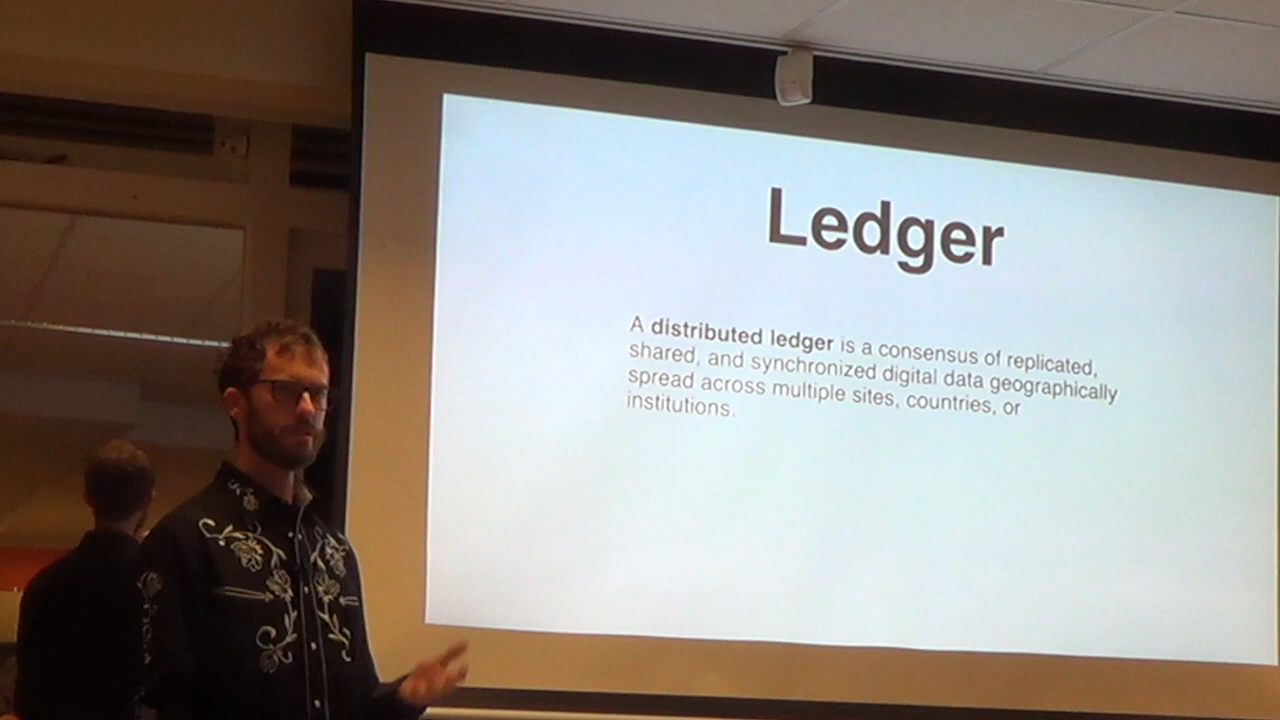 Ledger
A distributed ledger is a consensus of replicated,
shared, and synchronized digital data geographically
spread across multiple sites, countries, or
institutions.